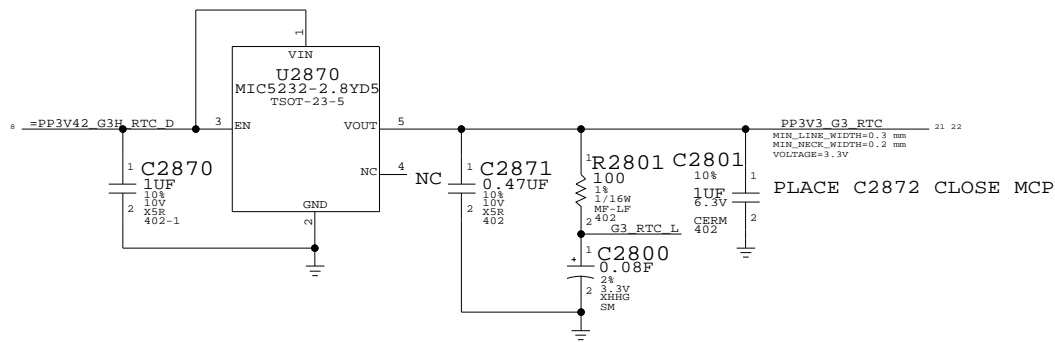 1
VIN
U2870
MIC5232-2.8YD5
TSOT-23-5
8
=PP3V42_G3H_RTC_D
3
EN
VOUT
5
PP3V3_G3_RTC
21 22
MIN_LINE_WIDTH=0.3 mm
MIN_NECK_WIDTH=0.2 mm
VOLTAGE=3.3V
1
C2870
1UF
10%
10V
X5R
402-1
2
NC
4
NC
GND
2
1
C2871
0.47UF
10%
10V
X5R
402
2
1
R2801
100
1%
1/16W
MF-LF
402
2
C2801
10%
1
1UF
6.3V
2
CERM
402
PLACE C2872 CLOSE MCP
G3_RTC_L
1
C2800
+
0.08F
2%
3.3V
XHHG
SM
2